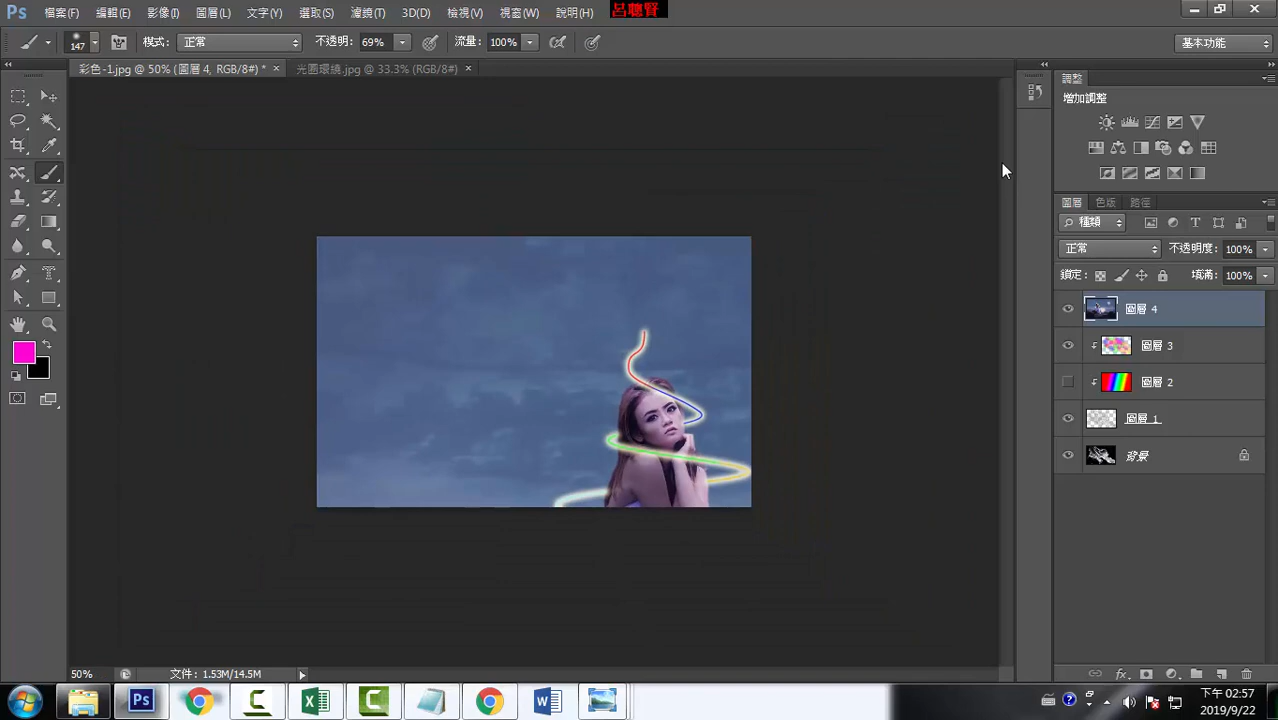 Ps 檔案(F) 編輯(E) 影像(I) 圖層(L) 文字(Y) 選取(S) 濾鏡(T) 3D(D) 檢視(V) 視窗(W) 說明(H) 呂聰賢
147 模式: 正常 不透明: 69% 流量: 100% 基本功能
彩色-1.jpg @ 50% (圖層 4, RGB/8#) * × 光圈環繞.jpg @ 33.3% (RGB/8#) ×
調整
增加調整
圖層 色版 路徑
種類
正常 不透明度: 100%
鎖定: 填滿: 100%
圖層 4
圖層 3
圖層 2
圖層 1
背景
50% 文件: 1.53M/14.5M
下午 02:57
2019/9/22